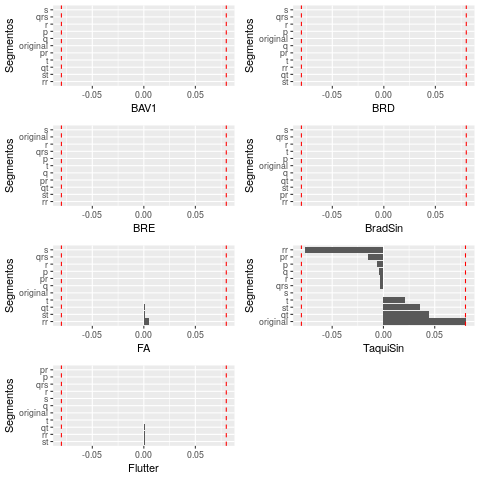 Segmentos
s
qrs
r
p
q
original
pr
t
qt
st
rr
-0.05 0.00 0.05
BAV1
Segmentos
s
qrs
r
p
original
q
pr
t
qt
st
rr
-0.05 0.00 0.05
BRD
Segmentos
s
original
r
t
qrs
p
q
pr
qt
st
rr
-0.05 0.00 0.05
BRE
Segmentos
s
qrs
r
p
t
original
q
pr
qt
st
rr
-0.05 0.00 0.05
BradSin
Segmentos
s
qrs
r
p
pr
q
original
t
qt
st
rr
-0.05 0.00 0.05
FA
Segmentos
rr
pr
p
q
r
qrs
s
t
st
qt
original
-0.05 0.00 0.05
TaquiSin
Segmentos
pr
p
qrs
r
s
q
original
t
qt
rr
st
-0.05 0.00 0.05
Flutter